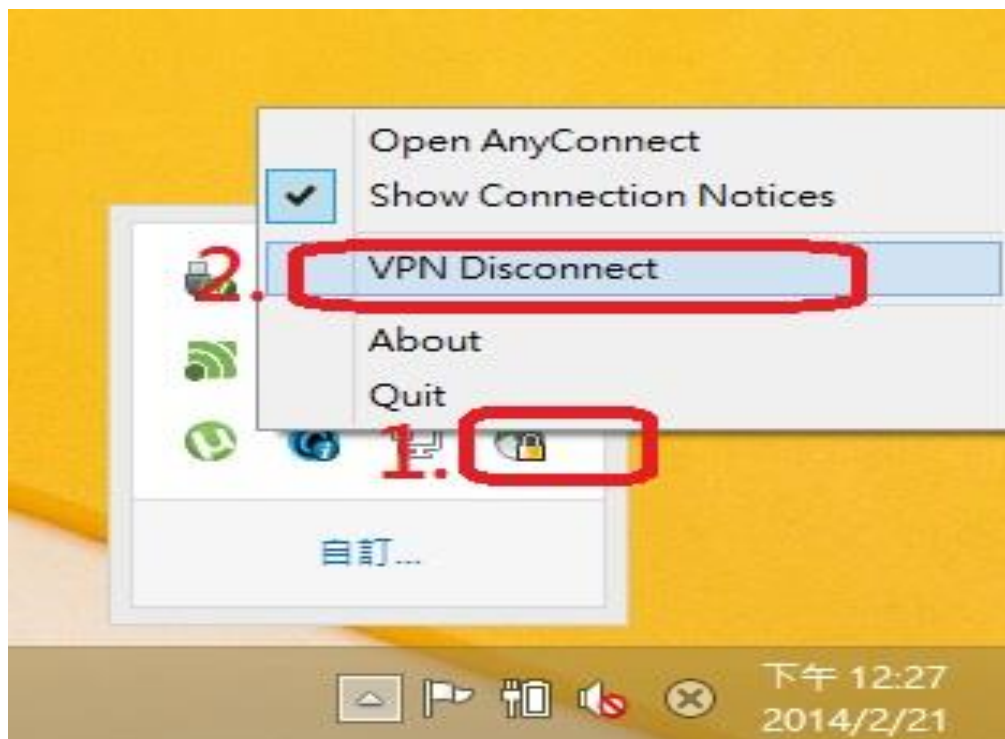 Open AnyConnect
Show Connection Notices
2. VPN Disconnect
About
Quit
1.
自訂...
下午 12:27
2014/2/21